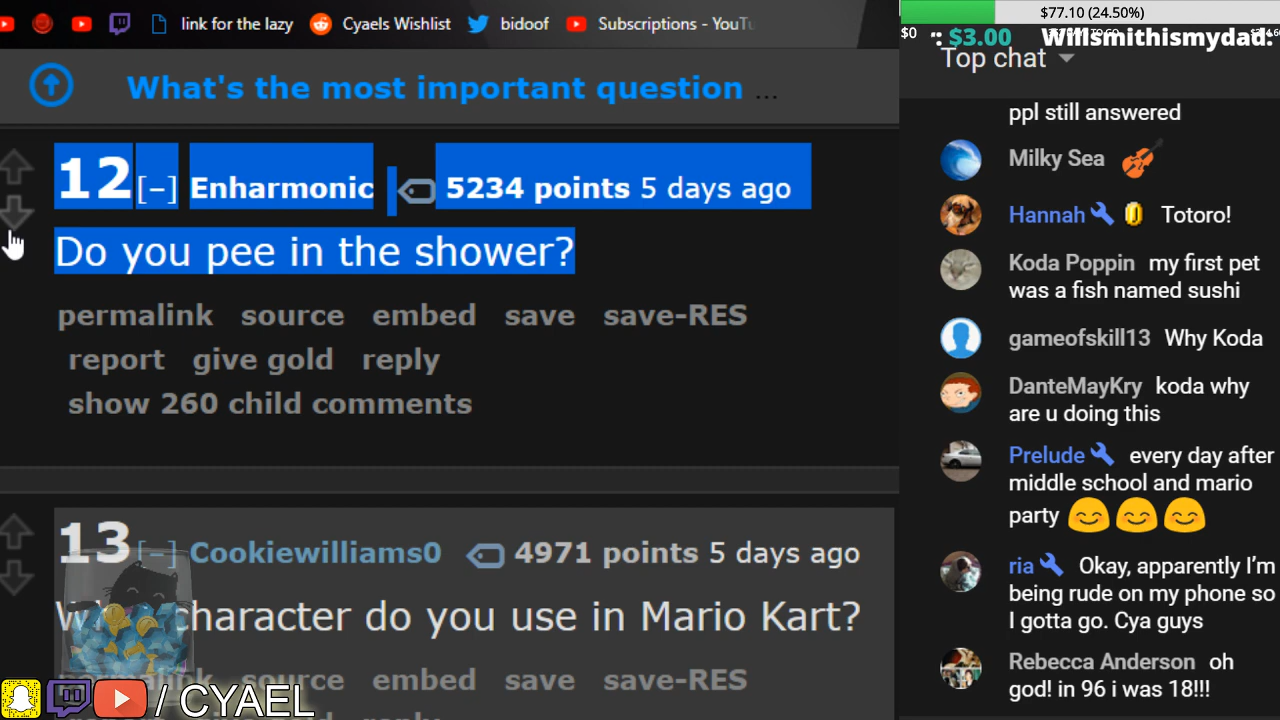 link for the lazy Cyaels Wishlist bidoof Subscriptions - YouTu
What's the most important question ...
12 [–] Enharmonic 5234 points 5 days ago
Do you pee in the shower?
permalink source embed save save-RES
report give gold reply
show 260 child comments
13 [–] Cookiewilliams0 4971 points 5 days ago
character do you use in Mario Kart?
source embed save save-RES
/ CYAEL
$77.10 (24.50%)
$0
$3.00 Willsmithismydad:
Top chat
ppl still answered
Milky Sea
Hannah Totoro!
Koda Poppin my first pet
was a fish named sushi
gameofskill13 Why Koda
DanteMayKry koda why
are u doing this
Prelude every day after
middle school and mario
party
ria Okay, apparently I'm
being rude on my phone so
I gotta go. Cya guys
Rebecca Anderson oh
god! in 96 i was 18!!!